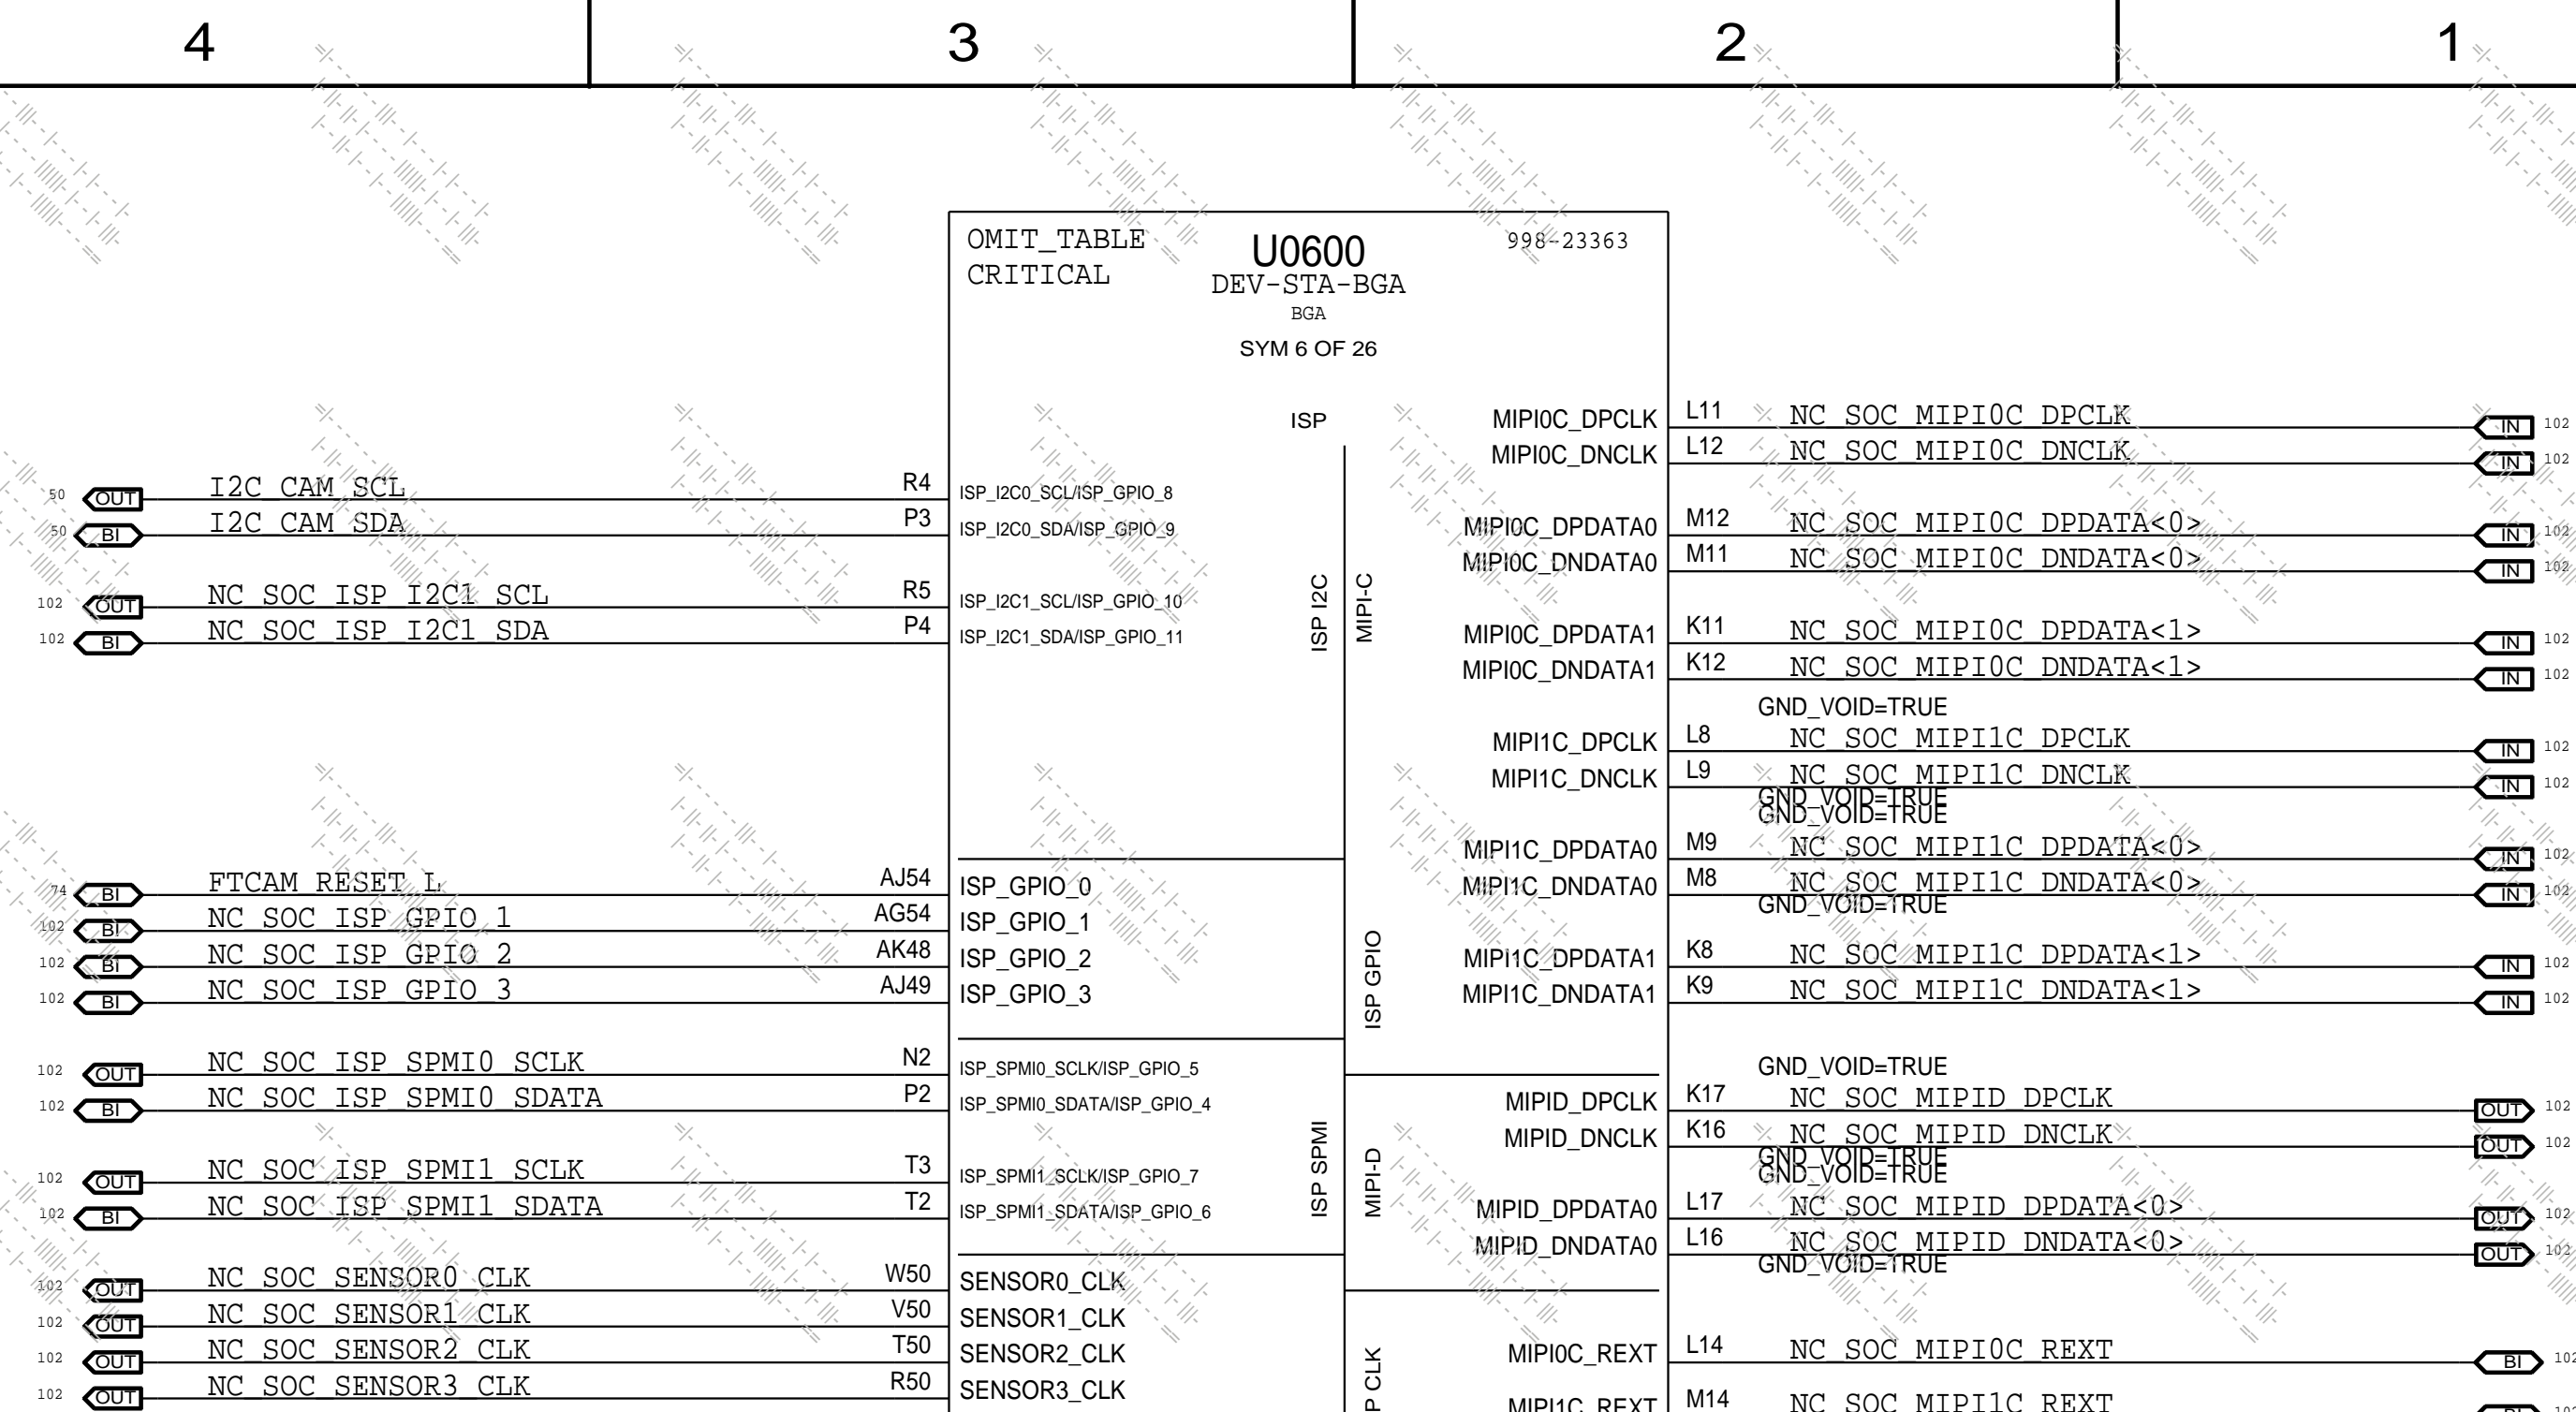 4 3 2 1
OMIT_TABLE U0600 998-23363
CRITICAL DEV-STA-BGA
BGA
SYM 6 OF 26
ISP MIPI0C_DPCLK L11 NC_SOC_MIPI0C_DPCLK IN 102
MIPI0C_DNCLK L12 NC_SOC_MIPI0C_DNCLK IN 102
50 OUT I2C_CAM_SCL R4 ISP_I2C0_SCL/ISP_GPIO_8
50 BI I2C_CAM_SDA P3 ISP_I2C0_SDA/ISP_GPIO_9 MIPI0C_DPDATA0 M12 NC_SOC_MIPI0C_DPDATA<0> IN 102
MIPI0C_DNDATA0 M11 NC_SOC_MIPI0C_DNDATA<0> IN 102
102 OUT NC_SOC_ISP_I2C1_SCL R5 ISP_I2C1_SCL/ISP_GPIO_10 ISP I2C MIPI-C
102 BI NC_SOC_ISP_I2C1_SDA P4 ISP_I2C1_SDA/ISP_GPIO_11 MIPI0C_DPDATA1 K11 NC_SOC_MIPI0C_DPDATA<1> IN 102
MIPI0C_DNDATA1 K12 NC_SOC_MIPI0C_DNDATA<1> IN 102
GND_VOID=TRUE
MIPI1C_DPCLK L8 NC_SOC_MIPI1C_DPCLK IN 102
MIPI1C_DNCLK L9 NC_SOC_MIPI1C_DNCLK IN 102
GND_VOID=TRUE
GND_VOID=TRUE
MIPI1C_DPDATA0 M9 NC_SOC_MIPI1C_DPDATA<0> IN 102
74 BI FTCAM_RESET_L AJ54 ISP_GPIO_0 MIPI1C_DNDATA0 M8 NC_SOC_MIPI1C_DNDATA<0> IN 102
GND_VOID=TRUE
102 BI NC_SOC_ISP_GPIO_1 AG54 ISP_GPIO_1
102 BI NC_SOC_ISP_GPIO_2 AK48 ISP_GPIO_2 ISP GPIO MIPI1C_DPDATA1 K8 NC_SOC_MIPI1C_DPDATA<1> IN 102
102 BI NC_SOC_ISP_GPIO_3 AJ49 ISP_GPIO_3 MIPI1C_DNDATA1 K9 NC_SOC_MIPI1C_DNDATA<1> IN 102
GND_VOID=TRUE
102 OUT NC_SOC_ISP_SPMI0_SCLK N2 ISP_SPMI0_SCLK/ISP_GPIO_5
102 BI NC_SOC_ISP_SPMI0_SDATA P2 ISP_SPMI0_SDATA/ISP_GPIO_4 MIPID_DPCLK K17 NC_SOC_MIPID_DPCLK OUT 102
MIPID_DNCLK K16 NC_SOC_MIPID_DNCLK OUT 102
GND_VOID=TRUE
GND_VOID=TRUE
102 OUT NC_SOC_ISP_SPMI1_SCLK T3 ISP_SPMI1_SCLK/ISP_GPIO_7 ISP SPMI MIPI-D
102 BI NC_SOC_ISP_SPMI1_SDATA T2 ISP_SPMI1_SDATA/ISP_GPIO_6 MIPID_DPDATA0 L17 NC_SOC_MIPID_DPDATA<0> OUT 102
MIPID_DNDATA0 L16 NC_SOC_MIPID_DNDATA<0> OUT 102
GND_VOID=TRUE
102 OUT NC_SOC_SENSOR0_CLK W50 SENSOR0_CLK
102 OUT NC_SOC_SENSOR1_CLK V50 SENSOR1_CLK
102 OUT NC_SOC_SENSOR2_CLK T50 SENSOR2_CLK MIPI0C_REXT L14 NC_SOC_MIPI0C_REXT BI 102
102 OUT NC_SOC_SENSOR3_CLK R50 SENSOR3_CLK P CLK MIPI1C_REXT M14 NC_SOC_MIPI1C_REXT